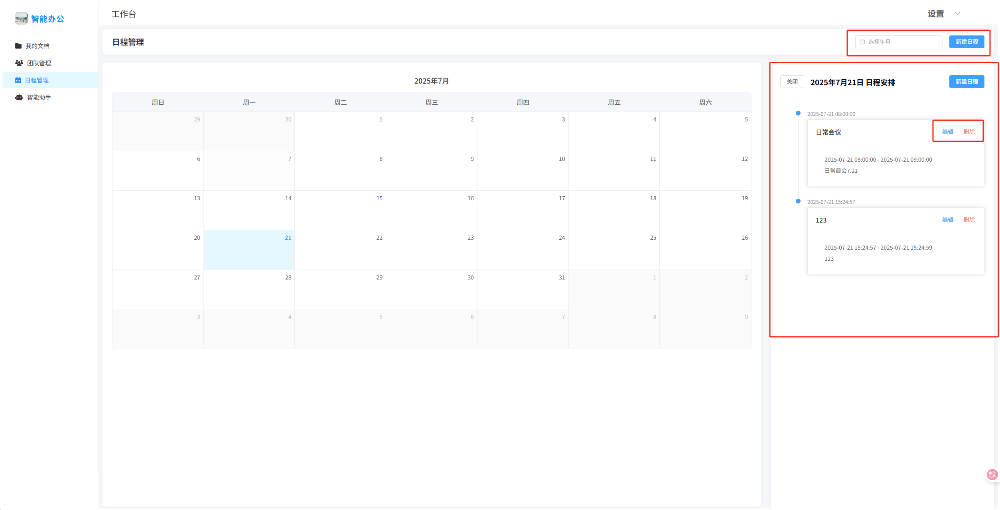 智能办公
我的文档
团队管理
日程管理
智能助手
工作台
设置
日程管理
选择年月
新建日程
2025年7月
周日 周一 周二 周三 周四 周五 周六
29 30 1 2 3 4 5
6 7 8 9 10 11 12
13 14 15 16 17 18 19
20 21 22 23 24 25 26
27 28 29 30 31 1 2
3 4 5 6 7 8 9
关闭 2025年7月21日 日程安排 新建日程
2025-07-21 08:00:00
日常会议 编辑 删除
2025-07-21 08:00:00 - 2025-07-21 09:00:00
日常晨会7.21
2025-07-21 15:24:57
123 编辑 删除
2025-07-21 15:24:57 - 2025-07-21 15:24:59
123
中A